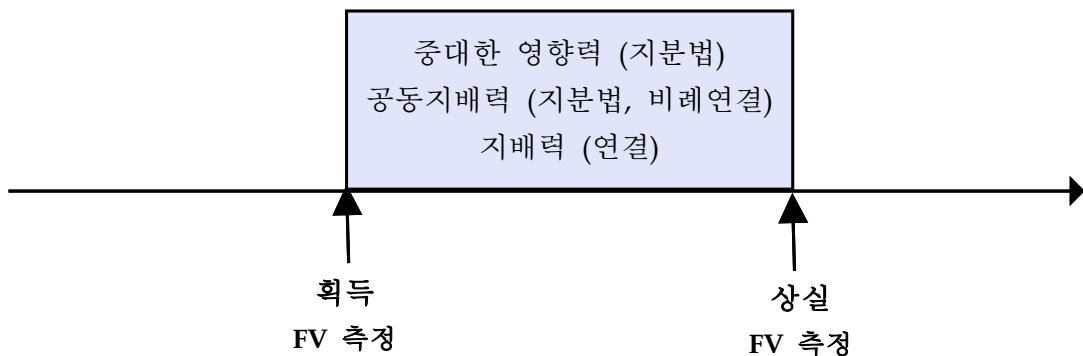 중대한 영향력 (지분법)
공동지배력 (지분법, 비례연결)
지배력 (연결)
획득
FV 측정
상실
FV 측정